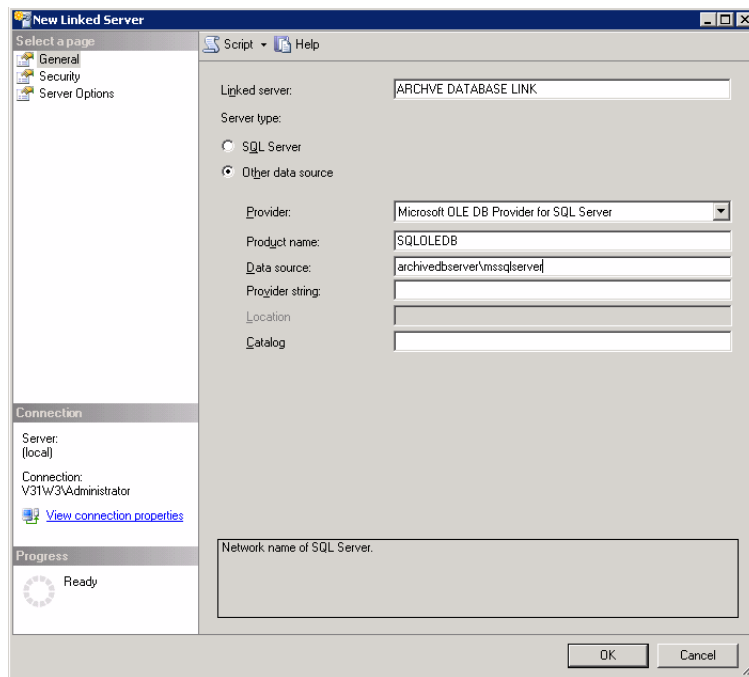 New Linked Server
Select a page
General
Security
Server Options
Script Help
Linked server: ARCHVE DATABASE LINK
Server type:
SQL Server
Other data source
Provider: Microsoft OLE DB Provider for SQL Server
Product name: SQLOLEDB
Data source: archivedbserver\mssqlserver
Provider string:
Location
Catalog
Connection
Server:
(local)
Connection:
V31W3\Administrator
View connection properties
Progress
Ready
Network name of SQL Server.
OK Cancel